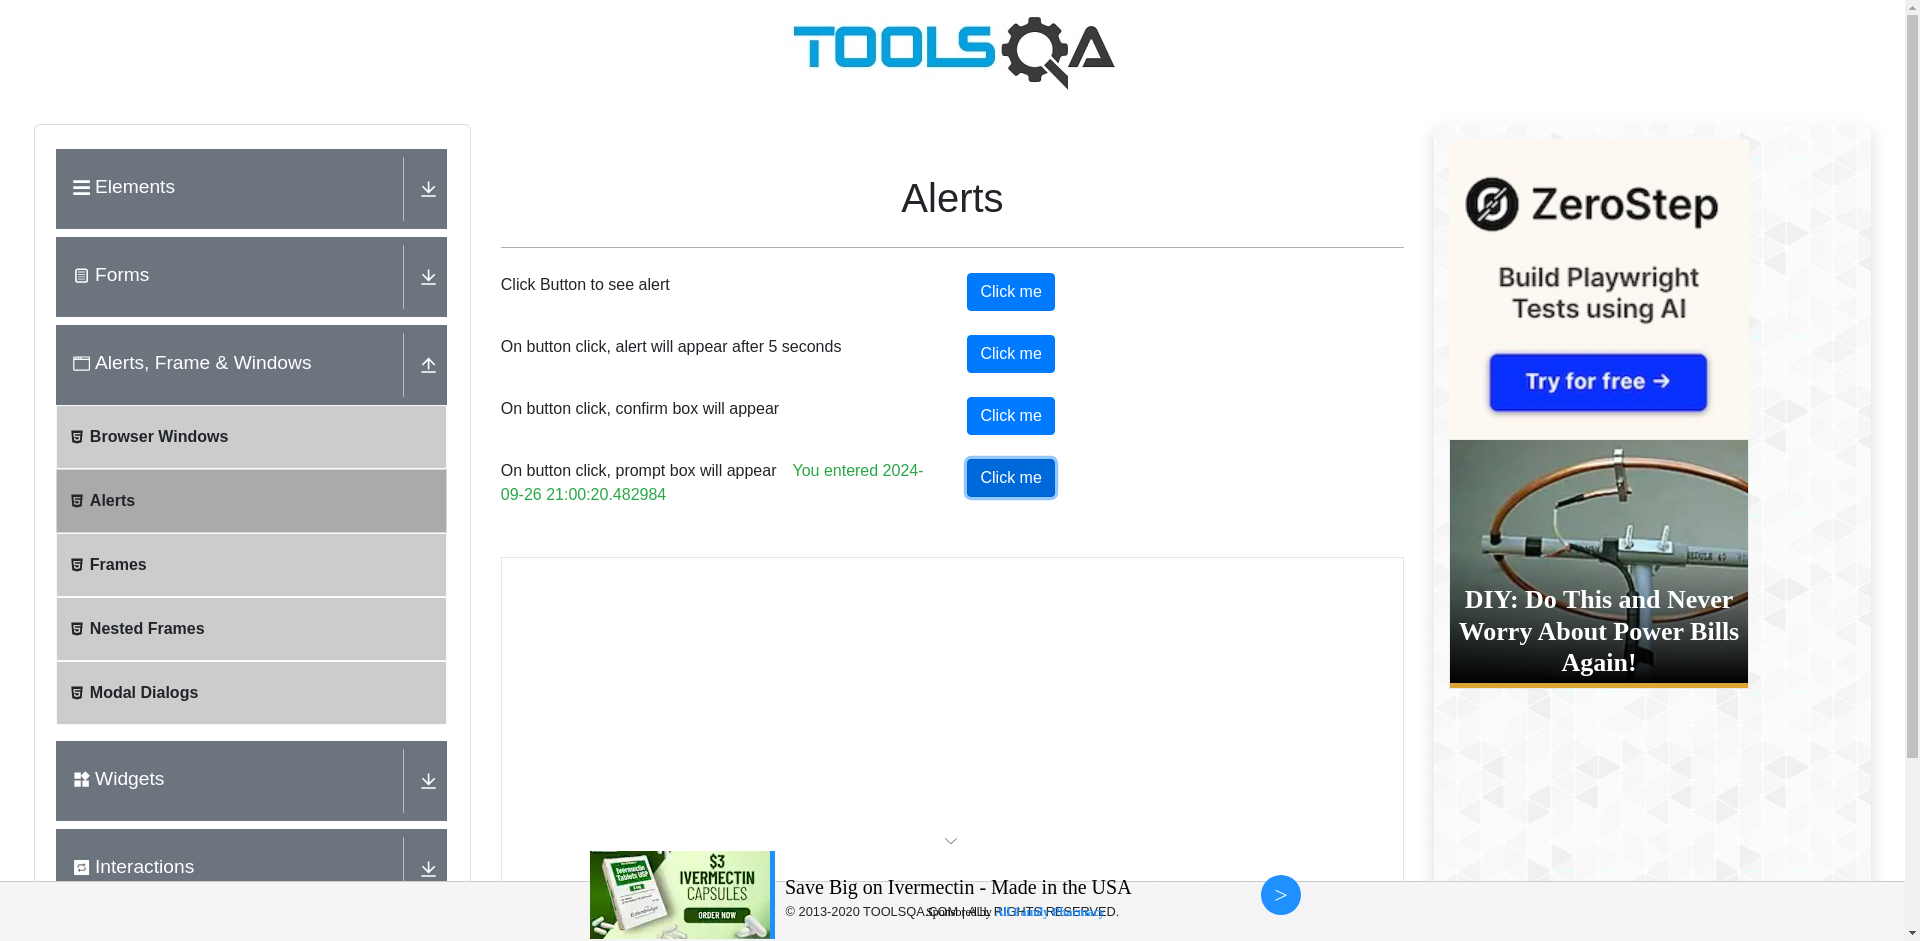 TOOLSQA
Elements
Forms
Alerts, Frame & Windows
Browser Windows
Alerts
Frames
Nested Frames
Modal Dialogs
Widgets
Interactions
Alerts
Click Button to see alert
Click me
On button click, alert will appear after 5 seconds
Click me
On button click, confirm box will appear
Click me
On button click, prompt box will appear You entered 2024-
09-26 21:00:20.482984
Click me
ZeroStep
Build Playwright
Tests using AI
Try for free →
DIY: Do This and Never
Worry About Power Bills
Again!
$3
IVERMECTIN
CAPSULES
ORDER NOW
Save Big on Ivermectin - Made in the USA
© 2013-2020 TOOLSQA.COM | ALL RIGHTS RESERVED.
>